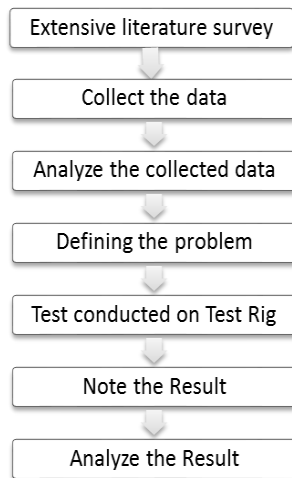 Extensive literature survey
Collect the data
Analyze the collected data
Defining the problem
Test conducted on Test Rig
Note the Result
Analyze the Result